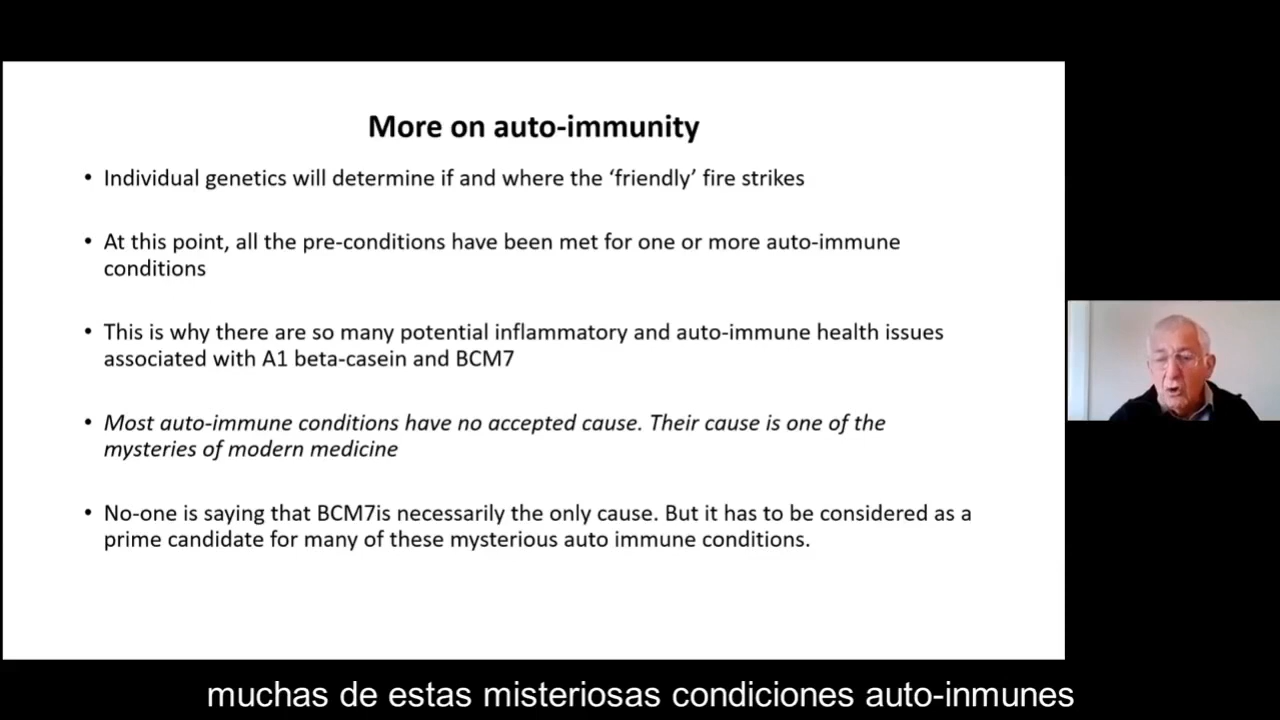 More on auto-immunity
• Individual genetics will determine if and where the ‘friendly’ fire strikes
• At this point, all the pre-conditions have been met for one or more auto-immune
conditions
• This is why there are so many potential inflammatory and auto-immune health issues
associated with A1 beta-casein and BCM7
• Most auto-immune conditions have no accepted cause. Their cause is one of the
mysteries of modern medicine
• No-one is saying that BCM7is necessarily the only cause. But it has to be considered as a
prime candidate for many of these mysterious auto immune conditions.
muchas de estas misteriosas condiciones auto-inmunes